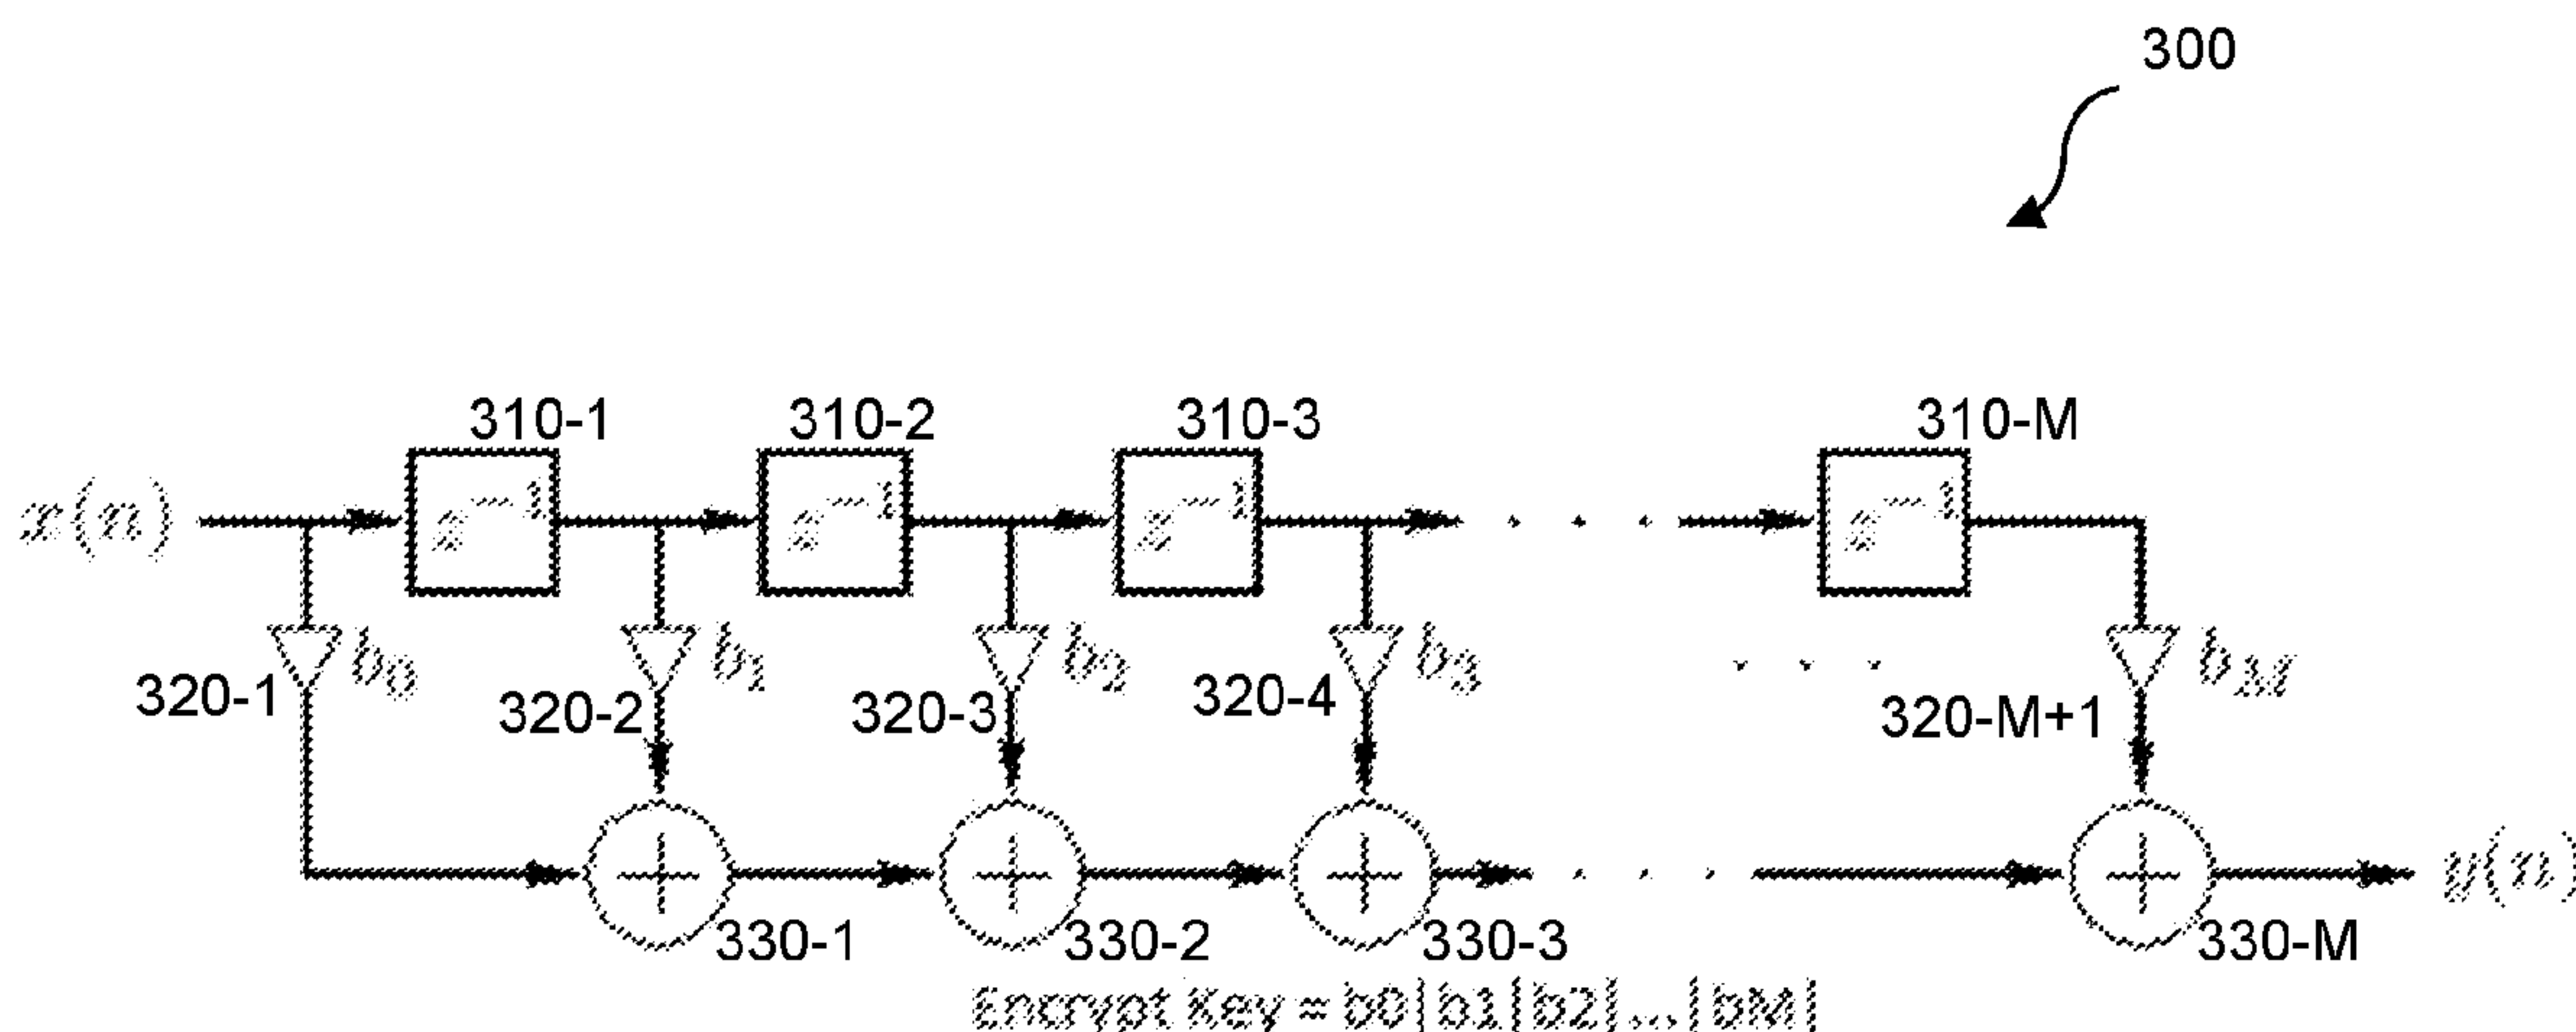 300
310-1 310-2 310-3 310-M
x(n) z⁻¹ z⁻¹ z⁻¹ . . . z⁻¹
b₀ b₁ b₂ b₃ . . . b_M
320-1 320-2 320-3 320-4 320-M+1
+ + + . . . + y(n)
330-1 330-2 330-3 330-M
Encrypt Key = b0|b1|b2|...|bM|